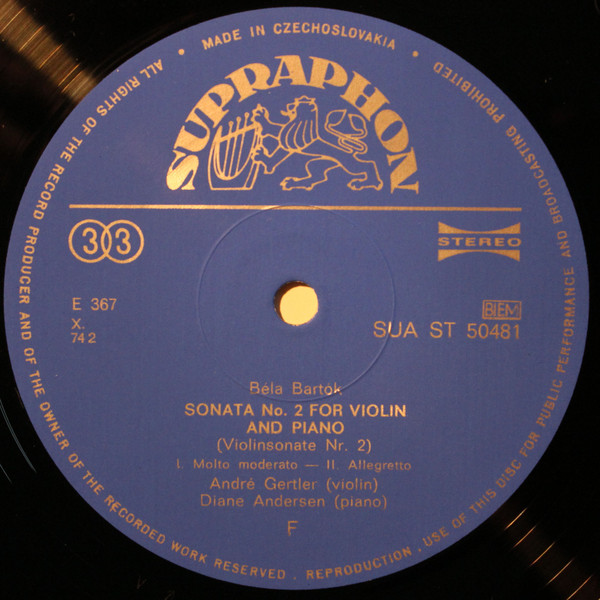 • MADE IN CZECHOSLOVAKIA •
ALL RIGHTS OF THE RECORD PRODUCER AND OF THE OWNER OF THE RECORDED WORK RESERVED . REPRODUCTION . USE OF THIS DISC FOR PUBLIC PERFORMANCE AND BROADCASTING PROHIBITED
SUPRAPHON
33
STEREO
E 367
X.
74 2
BIEM
SUA ST 50481
Béla Bartók
SONATA No. 2 FOR VIOLIN
AND PIANO
(Violinsonate Nr. 2)
I. Molto moderato — II. Allegretto
André Gertler (violin)
Diane Andersen (piano)
F